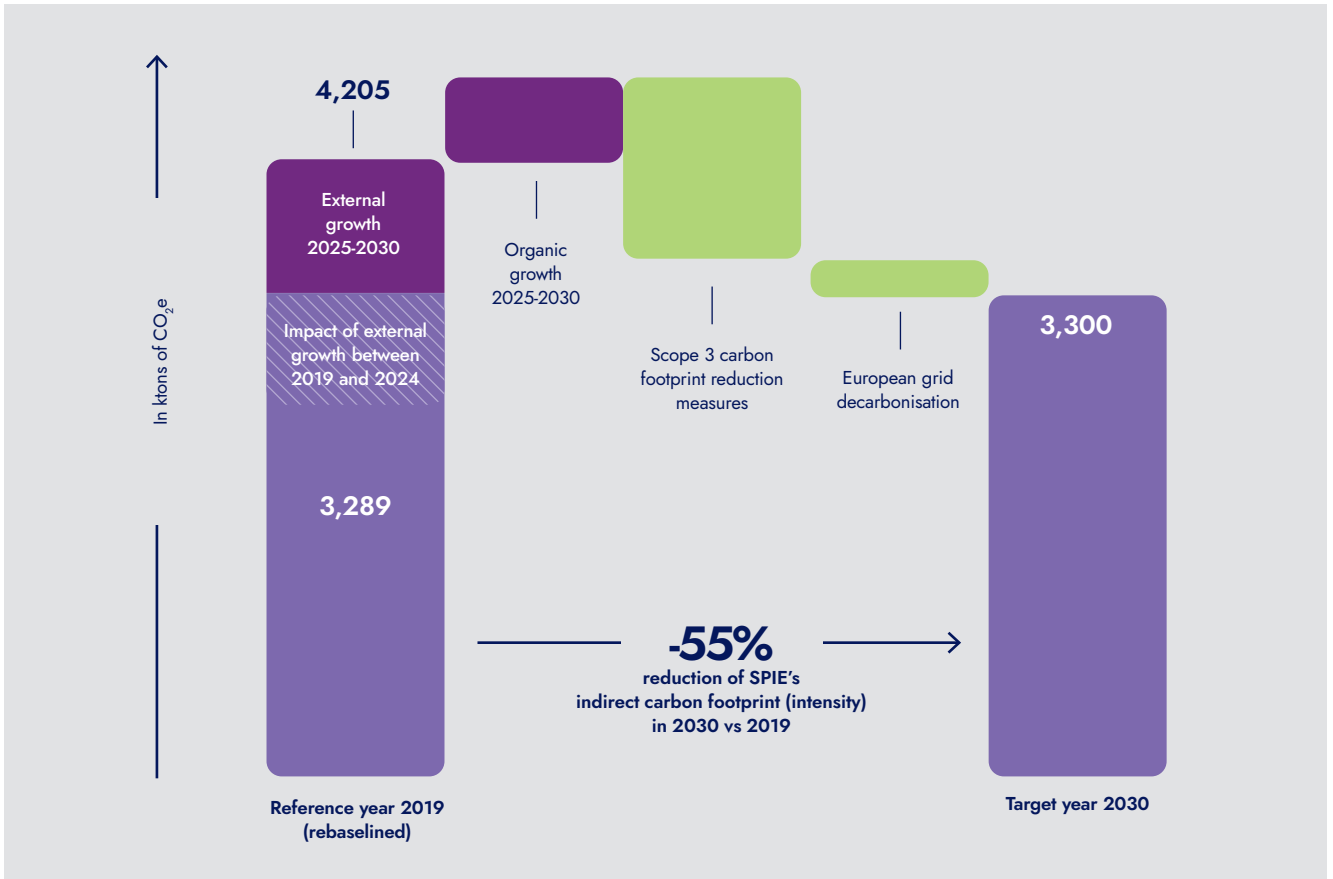 4,205
External
growth
2025-2030
Impact of external
growth between
2019 and 2024
3,289
In ktons of CO₂e
Organic
growth
2025-2030
Scope 3 carbon
footprint reduction
measures
European grid
decarbonisation
3,300
-55%
reduction of SPIE's
indirect carbon footprint (intensity)
in 2030 vs 2019
Reference year 2019
(rebaselined)
Target year 2030